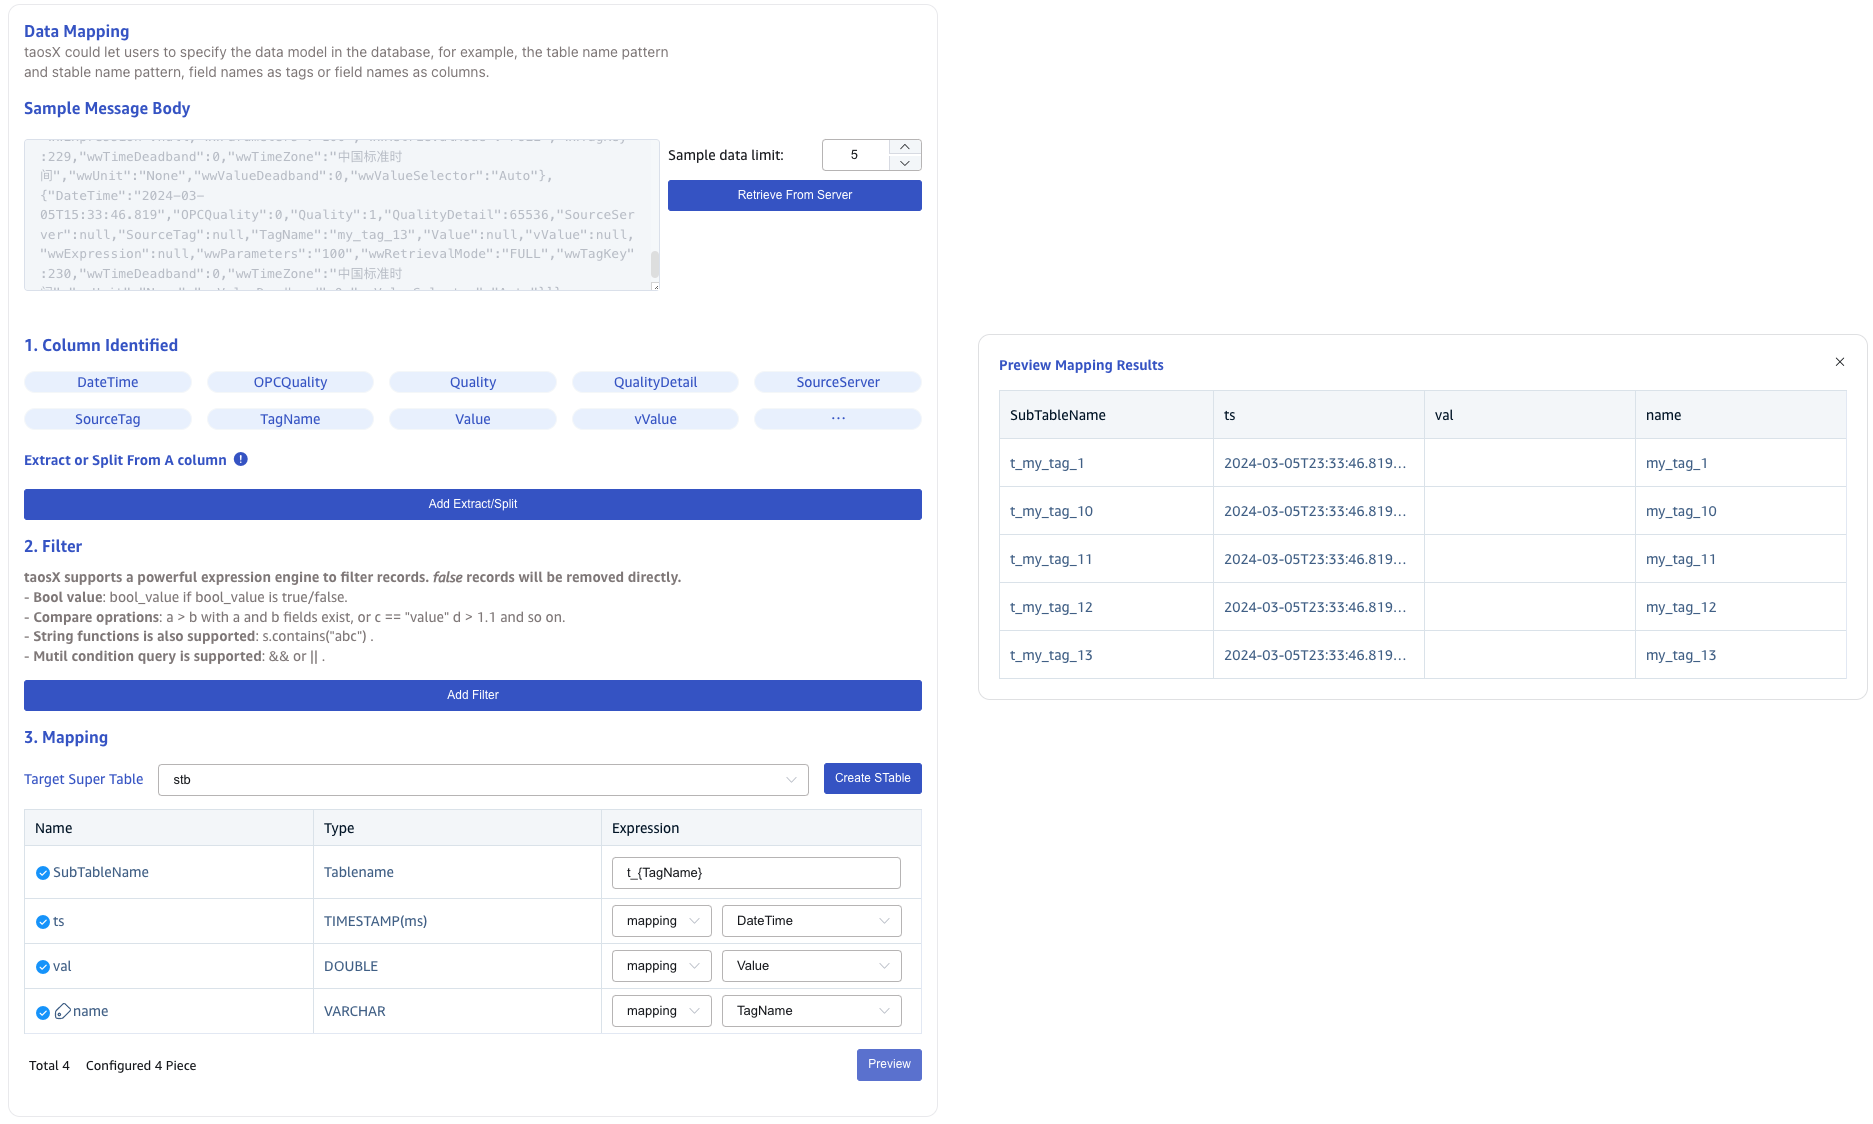 Data Mapping
taosX could let users to specify the data model in the database, for example, the table name pattern
and stable name pattern, field names as tags or field names as columns.
Sample Message Body
:229,"wwTimeDeadband":0,"wwTimeZone":"中国标准时
间","wwUnit":"None","wwValueDeadband":0,"wwValueSelector":"Auto"},
{"DateTime":"2024-03-
05T15:33:46.819","OPCQuality":0,"Quality":1,"QualityDetail":65536,"SourceSer
ver":null,"SourceTag":null,"TagName":"my_tag_13","Value":null,"vValue":null,
"wwExpression":null,"wwParameters":"100","wwRetrievalMode":"FULL","wwTagKey"
:230,"wwTimeDeadband":0,"wwTimeZone":"中国标准时
Sample data limit:
5
Retrieve From Server
1. Column Identified
DateTime
OPCQuality
Quality
QualityDetail
SourceServer
SourceTag
TagName
Value
vValue
···
Extract or Split From A column
Add Extract/Split
2. Filter
taosX supports a powerful expression engine to filter records. false records will be removed directly.
- Bool value: bool_value if bool_value is true/false.
- Compare oprations: a > b with a and b fields exist, or c == "value" d > 1.1 and so on.
- String functions is also supported: s.contains("abc") .
- Mutil condition query is supported: && or || .
Add Filter
3. Mapping
Target Super Table
stb
Create STable
Name Type Expression
SubTableName Tablename t_{TagName}
ts TIMESTAMP(ms) mapping DateTime
val DOUBLE mapping Value
name VARCHAR mapping TagName
Total 4 Configured 4 Piece
Preview
Preview Mapping Results
SubTableName ts val name
t_my_tag_1 2024-03-05T23:33:46.819... my_tag_1
t_my_tag_10 2024-03-05T23:33:46.819... my_tag_10
t_my_tag_11 2024-03-05T23:33:46.819... my_tag_11
t_my_tag_12 2024-03-05T23:33:46.819... my_tag_12
t_my_tag_13 2024-03-05T23:33:46.819... my_tag_13